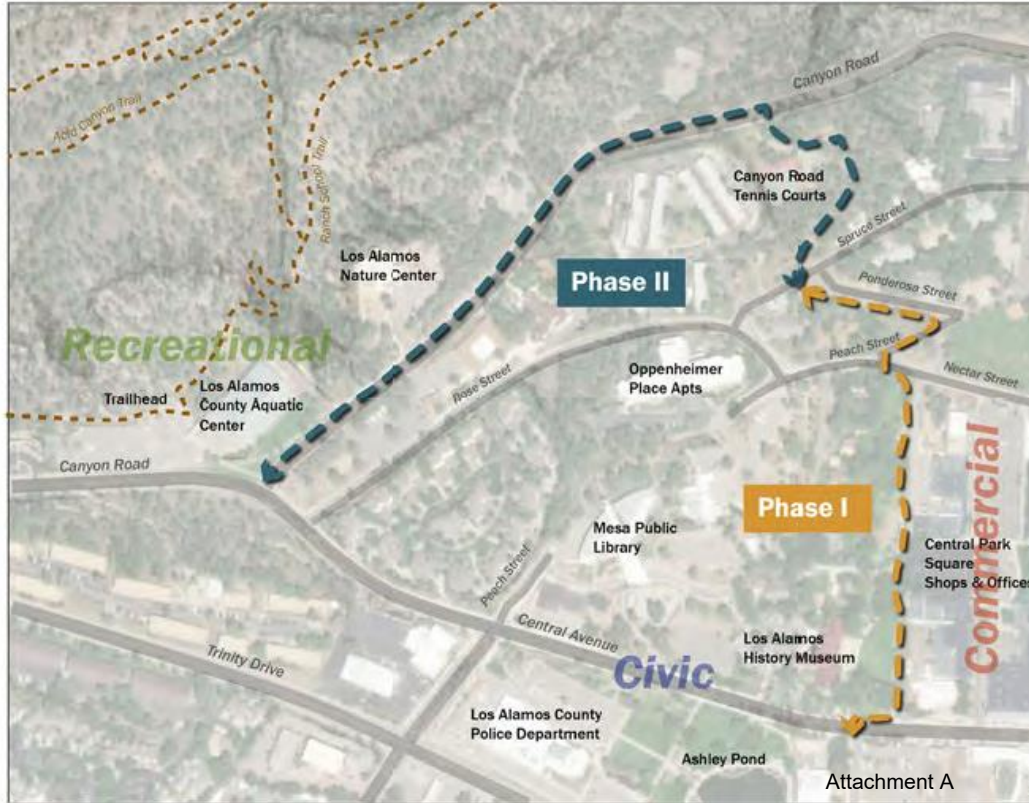 Canyon Road
Acid Canyon Trail
Ranch School Trail
Canyon Road
Tennis Courts
Spruce Street
Los Alamos
Nature Center
Phase II
Ponderosa Street
Recreational
Peach Street
Oppenheimer
Place Apts
Rose Street
Nectar Street
Trailhead
Los Alamos
County Aquatic
Center
Canyon Road
Commercial
Phase I
Mesa Public
Library
Central Park
Square
Shops & Offices
Peach Street
Central Avenue
Los Alamos
History Museum
Trinity Drive
Civic
Los Alamos County
Police Department
Ashley Pond
Attachment A